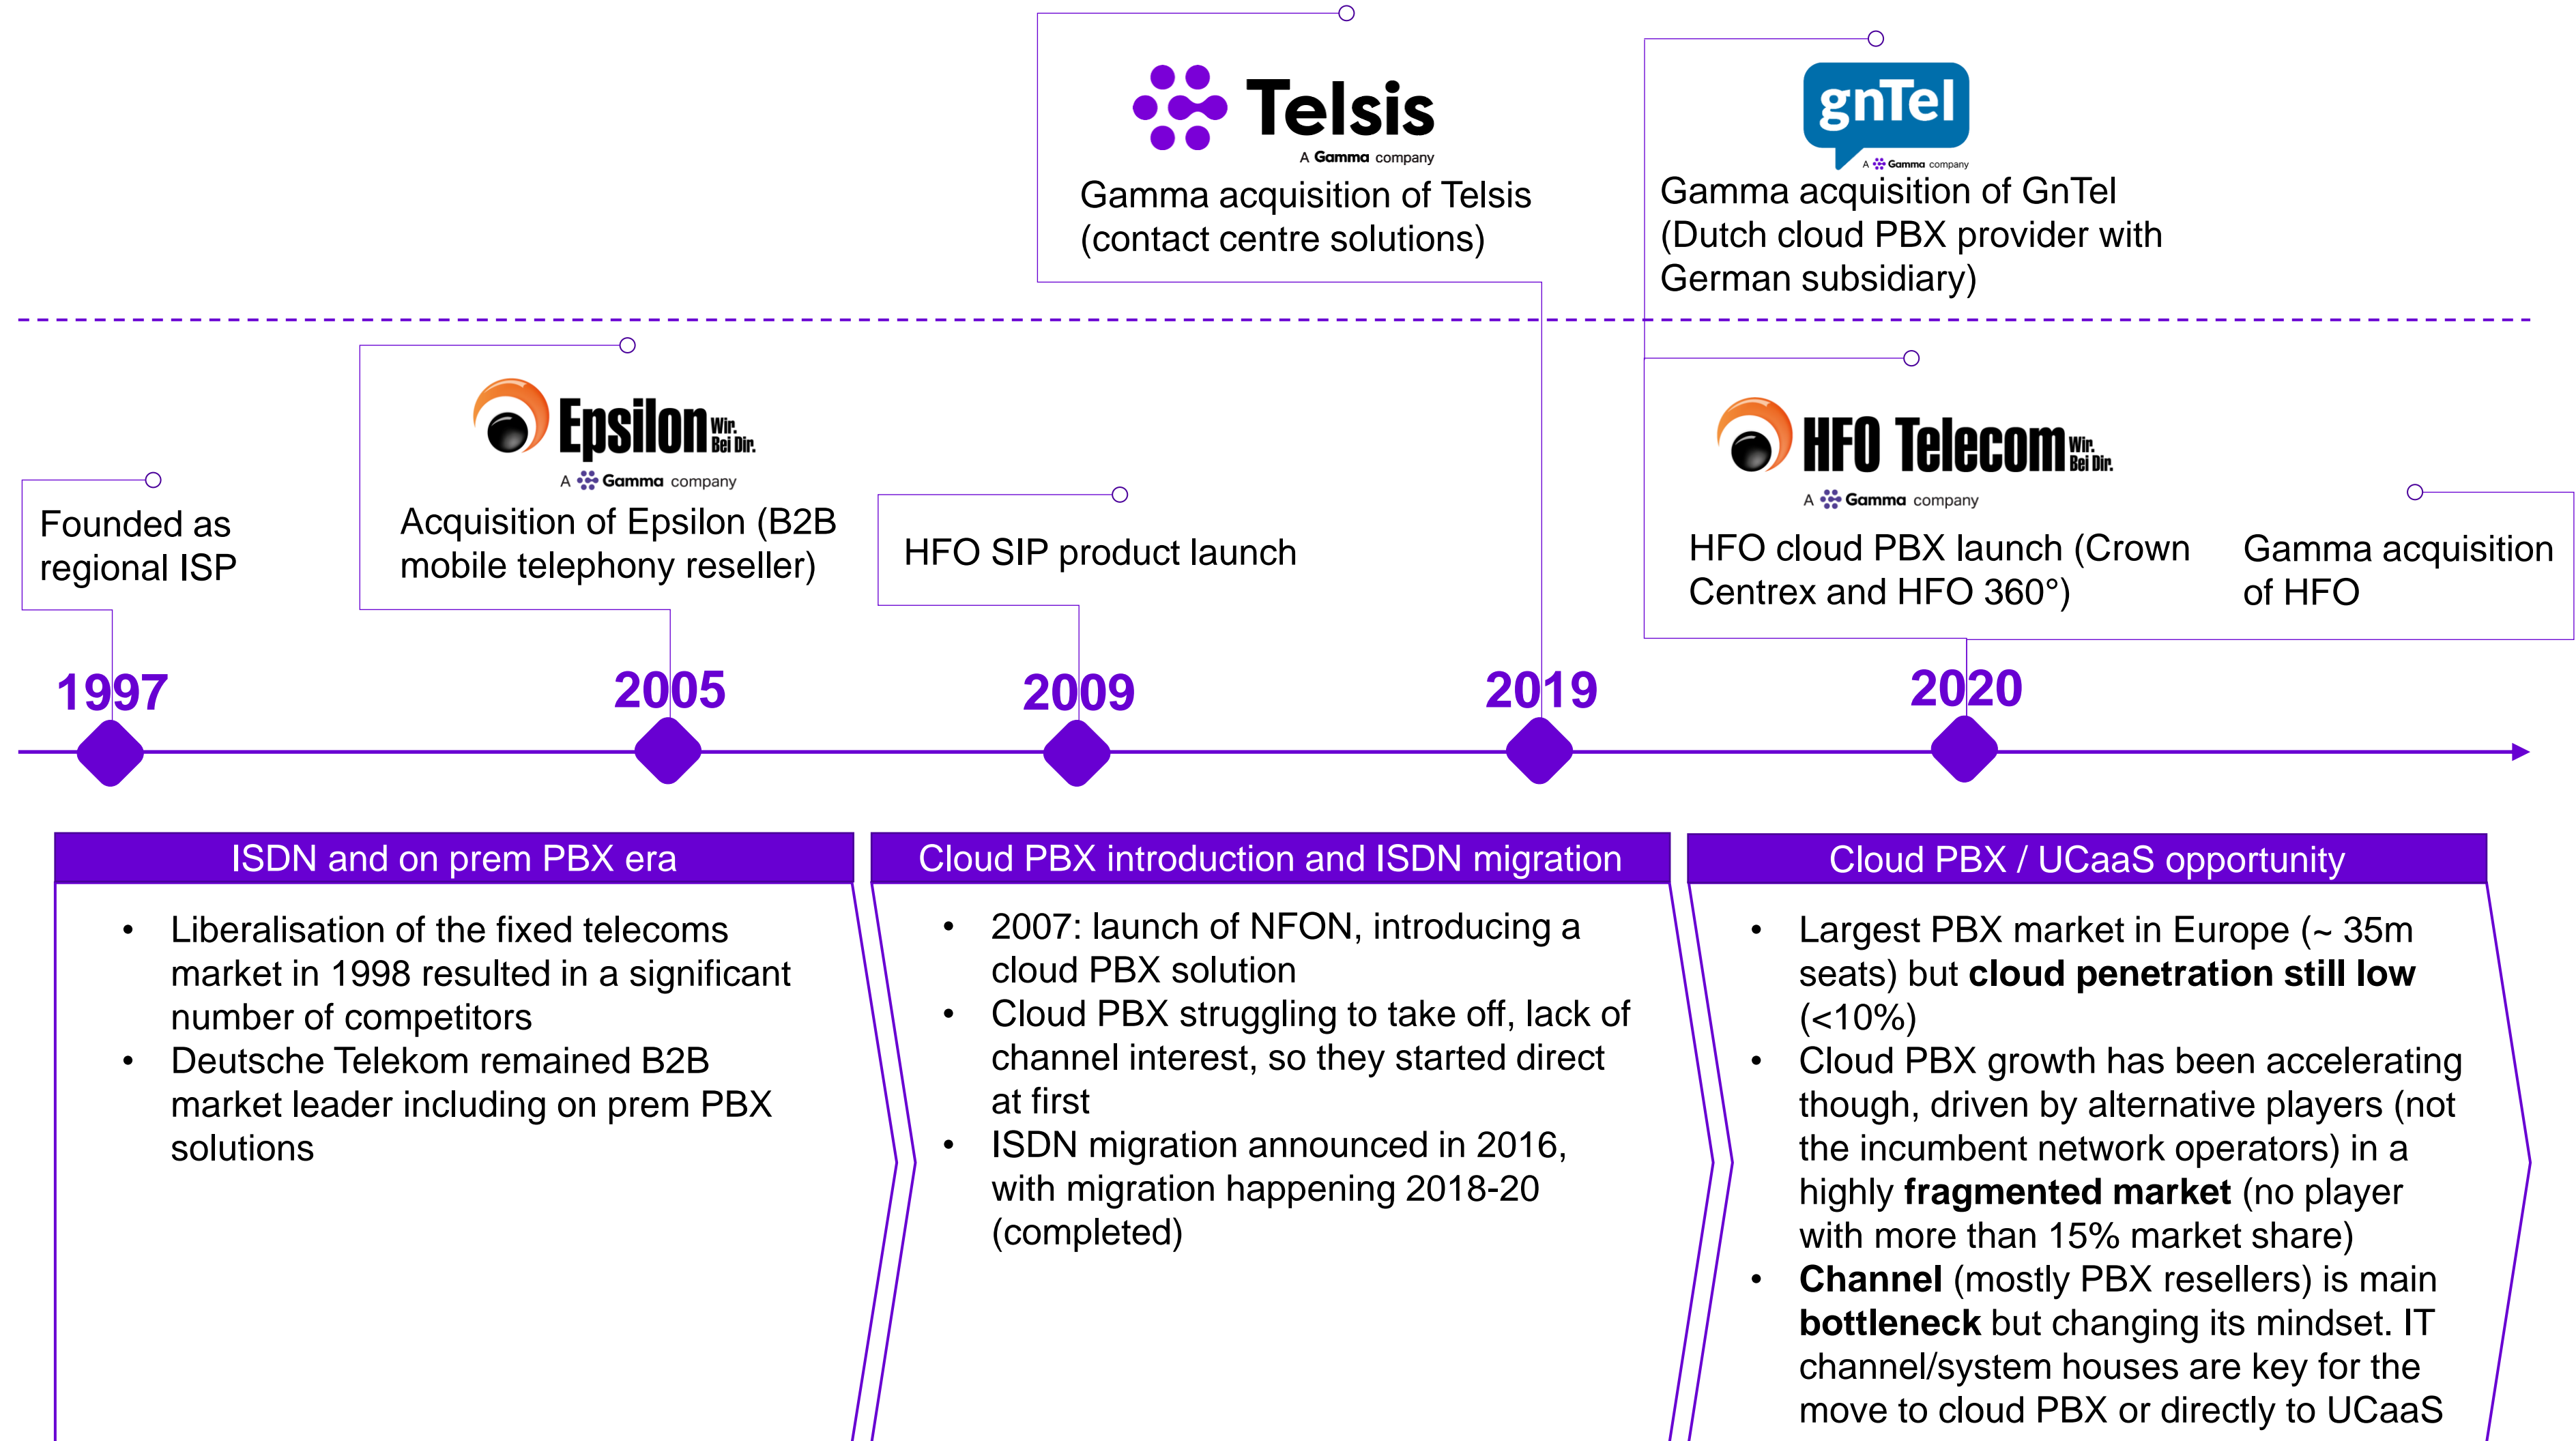 Telsis
A Gamma company
Gamma acquisition of Telsis
(contact centre solutions)
gnTel
A Gamma company
Gamma acquisition of GnTel
(Dutch cloud PBX provider with
German subsidiary)
Founded as
regional ISP
Epsilon Wir.
Bei Dir.
A Gamma company
Acquisition of Epsilon (B2B
mobile telephony reseller)
HFO SIP product launch
HFO Telecom Wir.
Bei Dir.
A Gamma company
HFO cloud PBX launch (Crown
Centrex and HFO 360°)
Gamma acquisition
of HFO
1997
2005
2009
2019
2020
ISDN and on prem PBX era
• Liberalisation of the fixed telecoms
market in 1998 resulted in a significant
number of competitors
• Deutsche Telekom remained B2B
market leader including on prem PBX
solutions
Cloud PBX introduction and ISDN migration
• 2007: launch of NFON, introducing a
cloud PBX solution
• Cloud PBX struggling to take off, lack of
channel interest, so they started direct
at first
• ISDN migration announced in 2016,
with migration happening 2018-20
(completed)
Cloud PBX / UCaaS opportunity
• Largest PBX market in Europe (~ 35m
seats) but cloud penetration still low
(<10%)
• Cloud PBX growth has been accelerating
though, driven by alternative players (not
the incumbent network operators) in a
highly fragmented market (no player
with more than 15% market share)
• Channel (mostly PBX resellers) is main
bottleneck but changing its mindset. IT
channel/system houses are key for the
move to cloud PBX or directly to UCaaS